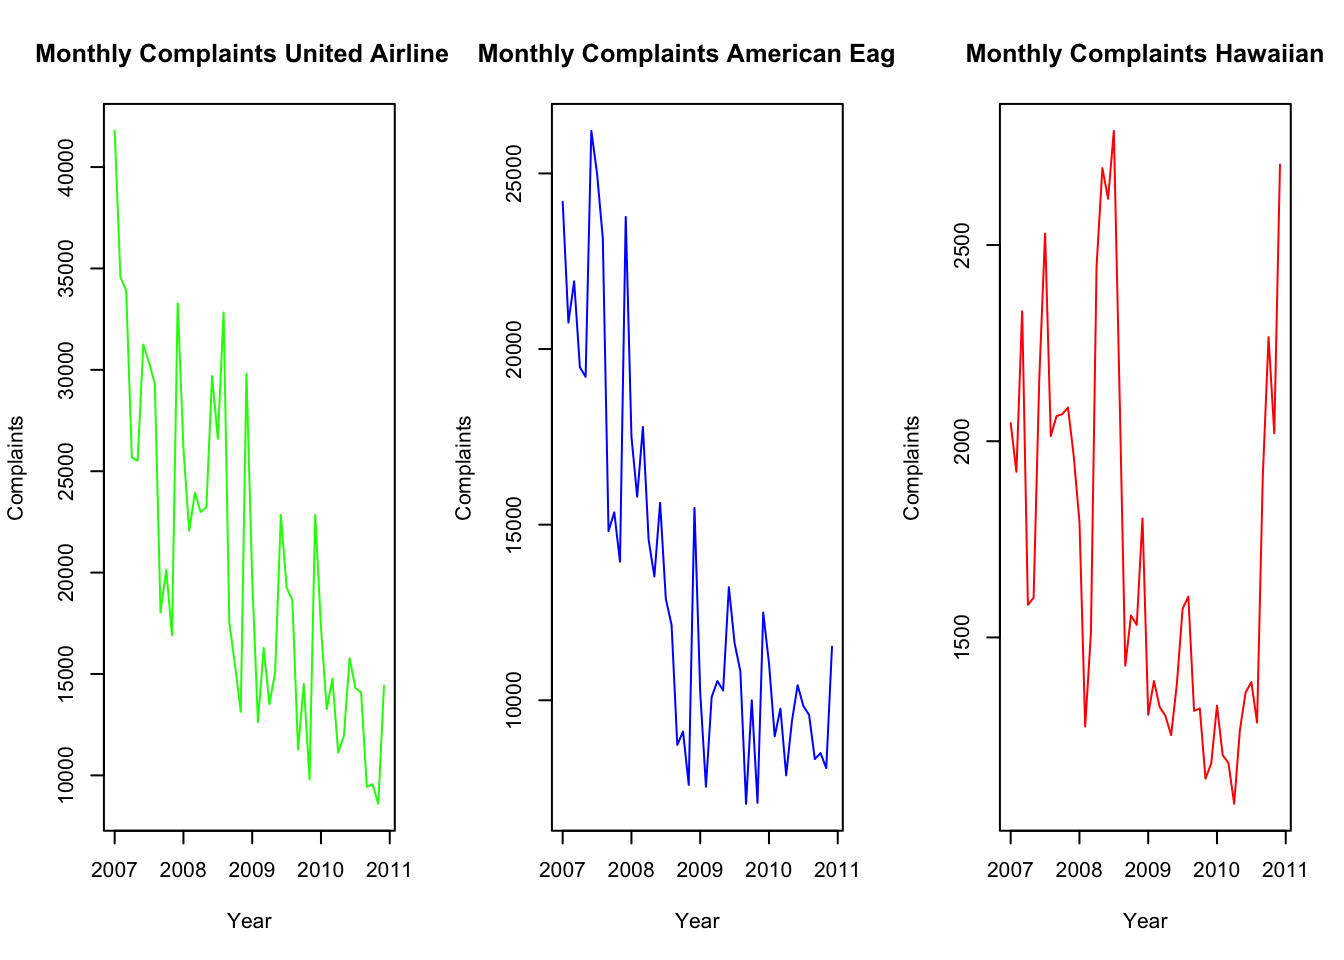 Monthly Complaints United Airline
Complaints
40000
35000
30000
25000
20000
15000
10000
2007 2008 2009 2010 2011
Year
Monthly Complaints American Eag
Complaints
25000
20000
15000
10000
2007 2008 2009 2010 2011
Year
Monthly Complaints Hawaiian
Complaints
2500
2000
1500
2007 2008 2009 2010 2011
Year